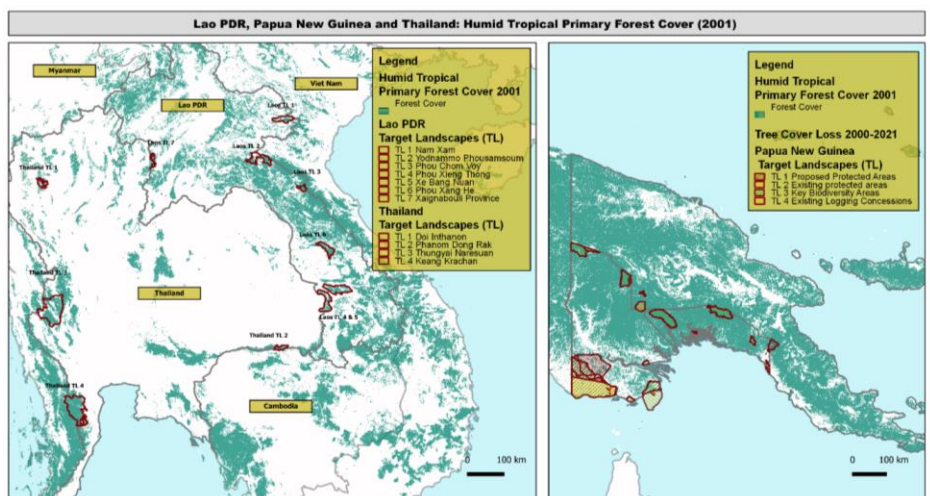 Lao PDR, Papua New Guinea and Thailand: Humid Tropical Primary Forest Cover (2001)
Myanmar
Viet Nam
Lao PDR
Laos TL 1
Laos TL 7
Laos TL 2
Thailand TL 1
Laos TL 3
Laos TL 6
Thailand TL 3
Thailand
Laos TL 4 & 5
Thailand TL 2
Thailand TL 4
Cambodia
0 100 km
Legend
Humid Tropical
Primary Forest Cover 2001
Forest Cover
Lao PDR
Target Landscapes (TL)
TL 1 Nam Xam
TL 2 Yodnammo Phousamsoum
TL 3 Phou Chom Voy
TL 4 Phou Xieng Thong
TL 5 Xe Bang Nuan
TL 6 Phou Xang He
TL 7 Xaignabouli Province
Thailand
Target Landscapes (TL)
TL 1 Doi Inthanon
TL 2 Phanom Dong Rak
TL 3 Thungyai Naresuan
TL 4 Keang Krachan
Legend
Humid Tropical
Primary Forest Cover 2001
Forest Cover
Tree Cover Loss 2000-2021
Papua New Guinea
Target Landscapes (TL)
TL 1 Proposed Protected Areas
TL 2 Existing protected areas
TL 3 Key Biodiversity Areas
TL 4 Existing Logging Concessions
0 100 km